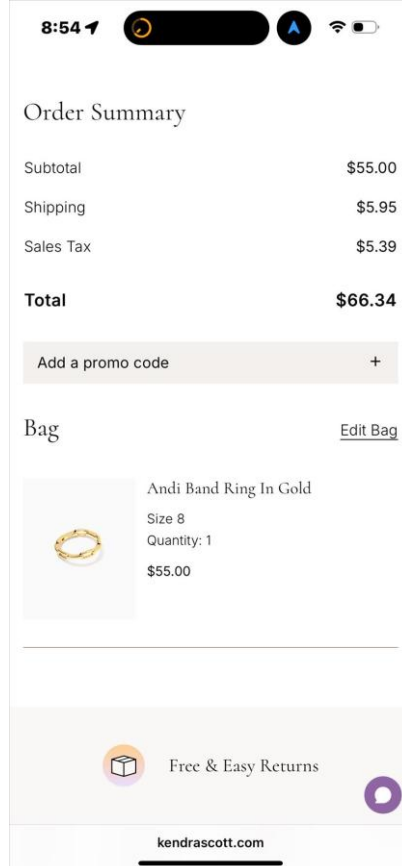 8:54
Order Summary
Subtotal $55.00
Shipping $5.95
Sales Tax $5.39
Total $66.34
Add a promo code +
Bag Edit Bag
Andi Band Ring In Gold
Size 8
Quantity: 1
$55.00
Free & Easy Returns
kendrascott.com